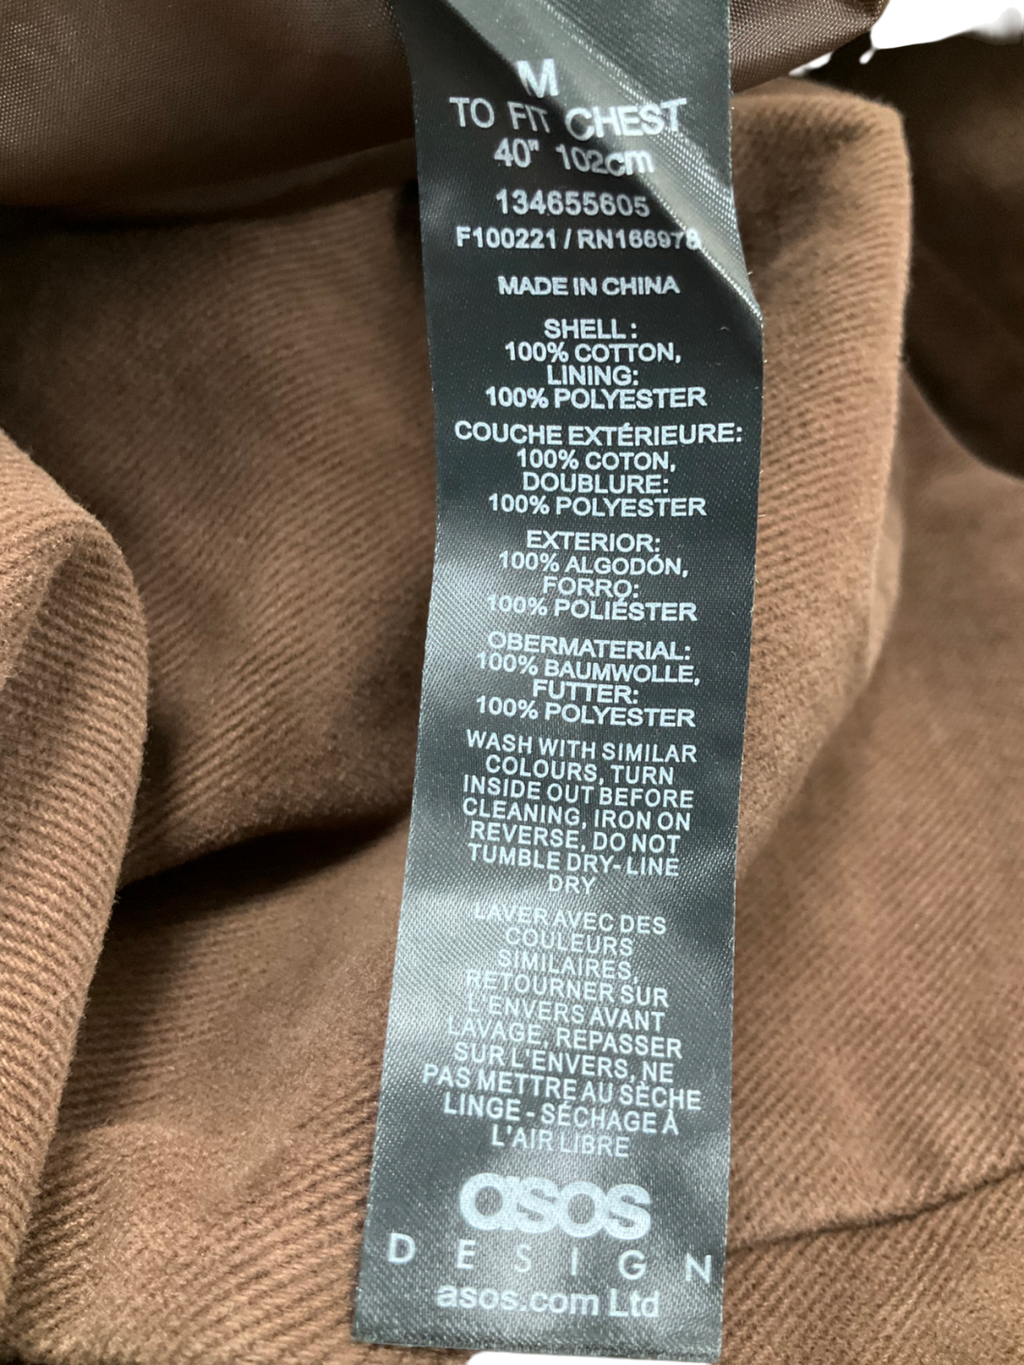 M
TO FIT CHEST
40" 102cm
134655605
F100221 / RN166978
MADE IN CHINA
SHELL:
100% COTTON,
LINING:
100% POLYESTER
COUCHE EXTÉRIEURE:
100% COTON,
DOUBLURE:
100% POLYESTER
EXTERIOR:
100% ALGODÓN,
FORRO:
100% POLIÉSTER
OBERMATERIAL:
100% BAUMWOLLE,
FUTTER:
100% POLYESTER
WASH WITH SIMILAR
COLOURS, TURN
INSIDE OUT BEFORE
CLEANING, IRON ON
REVERSE, DO NOT
TUMBLE DRY-LINE
DRY
LAVER AVEC DES
COULEURS
SIMILAIRES,
RETOURNER SUR
L'ENVERS AVANT
LAVAGE, REPASSER
SUR L'ENVERS, NE
PAS METTRE AU SÈCHE
LINGE - SÉCHAGE À
L'AIR LIBRE
asos
DESIGN
asos.com Ltd